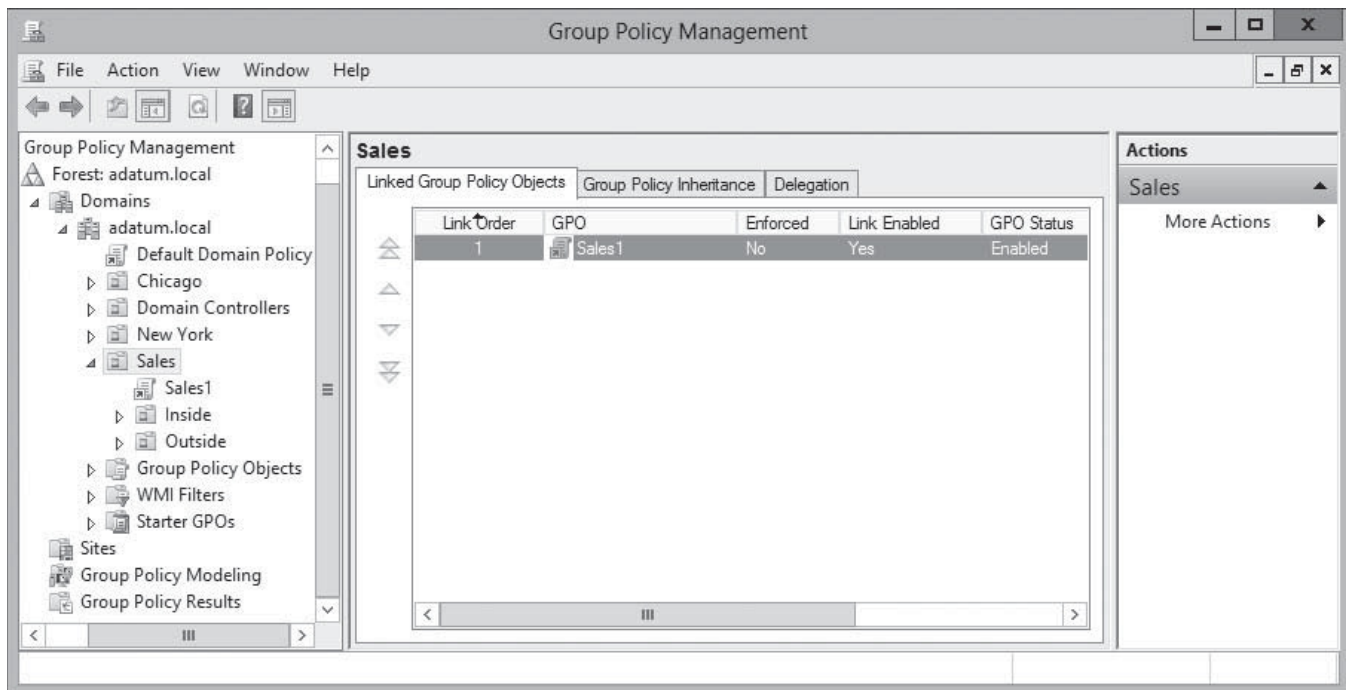 Group Policy Management
File Action View Window Help
Group Policy Management
Forest: adatum.local
Domains
adatum.local
Default Domain Policy
Chicago
Domain Controllers
New York
Sales
Sales1
Inside
Outside
Group Policy Objects
WMI Filters
Starter GPOs
Sites
Group Policy Modeling
Group Policy Results
Sales
Linked Group Policy Objects Group Policy Inheritance Delegation
Link Order GPO Enforced Link Enabled GPO Status
1 Sales1 No Yes Enabled
Actions
Sales
More Actions